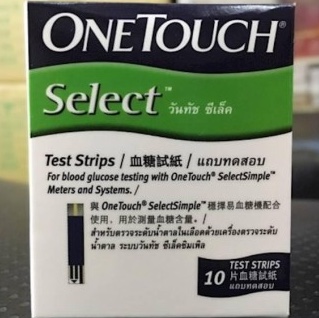 ONETOUCH®
Select™ วันทัช ซีเล็ค
Test Strips / 血糖試紙 / แถบทดสอบ
For blood glucose testing with OneTouch® SelectSimple™
Meters and Systems. /
與 OneTouch® SelectSimple™ 穩擇易血糖機配合
使用，用於測量血糖含量。/
สำหรับตรวจระดับน้ำตาลในเลือดด้วยเครื่องตรวจระดับ
น้ำตาล ระบบวันทัช ซีเล็คซิมเพิล
10 TEST STRIPS
片血糖試紙
แถบทดสอบ